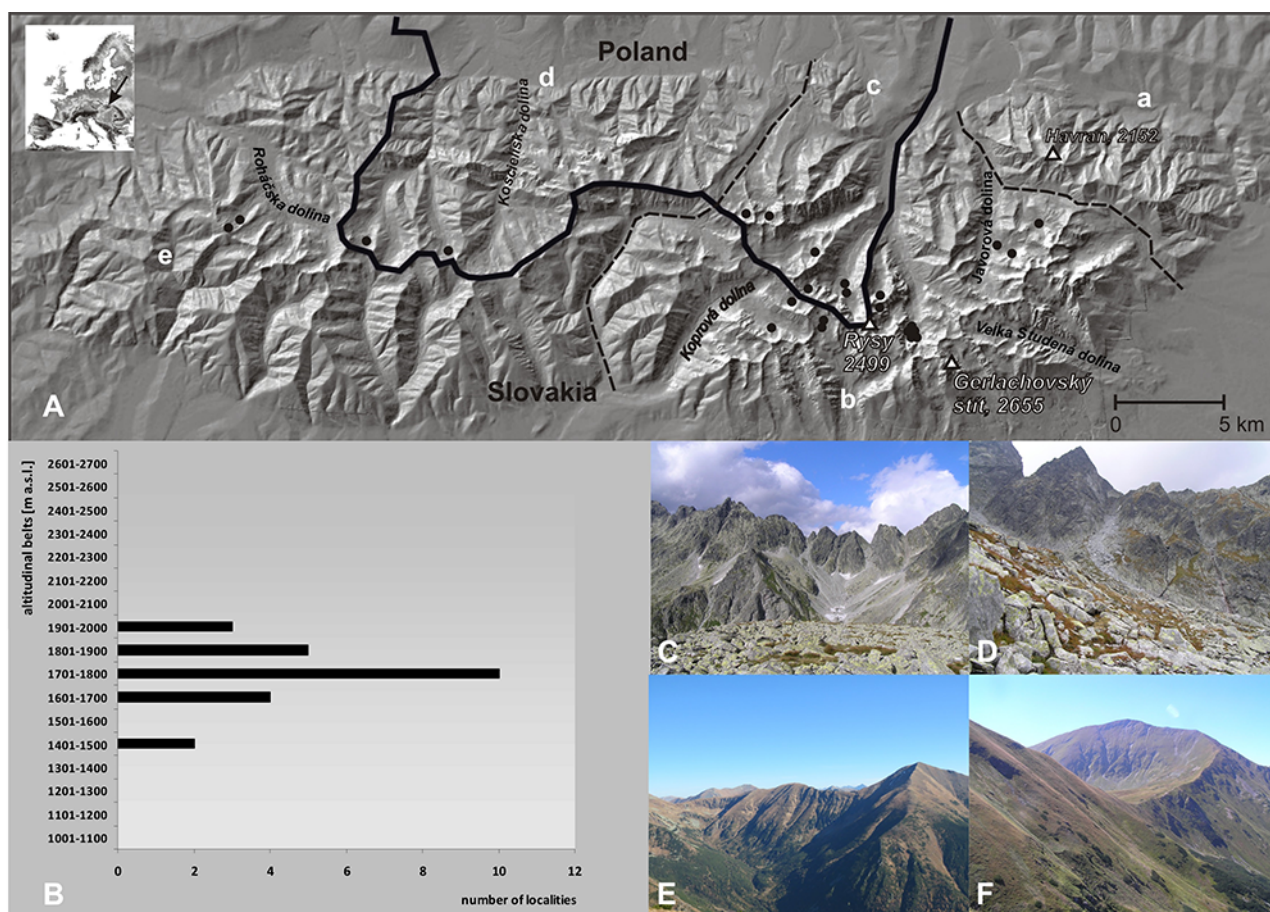 Poland
d
c
a
Kościeliska dolina
Havran, 2152
Roháčska dolina
Javorová dolina
e
Koprová dolina
Rysy
2499
Velká Studená dolina
Slovakia
Gerlachovský
štít, 2655
b
A
5 km
altitudinal belts [m a.s.l.]
2601-2700
2501-2600
2401-2500
2301-2400
2201-2300
2101-2200
2001-2100
1901-2000
1801-1900
1701-1800
1601-1700
1501-1600
1401-1500
1301-1400
1201-1300
1101-1200
1001-1100
0 2 4 6 8 10 12
number of localities
B
C
D
E
F